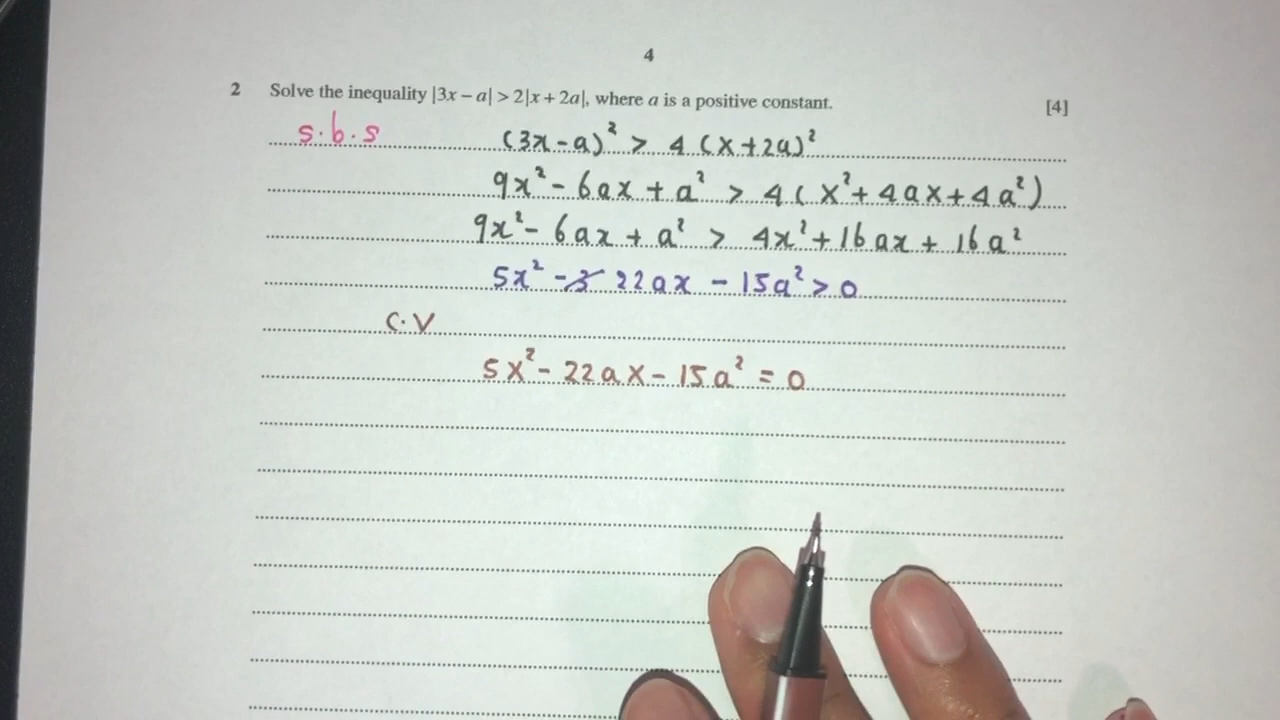 4
2 Solve the inequality |3x – a| > 2|x + 2a|, where a is a positive constant. [4]
s.b.s (3x-a)² > 4(x+2a)²
9x² - 6ax + a² > 4(x²+4ax+4a²)
9x² - 6ax + a² > 4x²+16ax+16a²
5x² - 22ax - 15a² > 0
C.V
5x² - 22ax - 15a² = 0